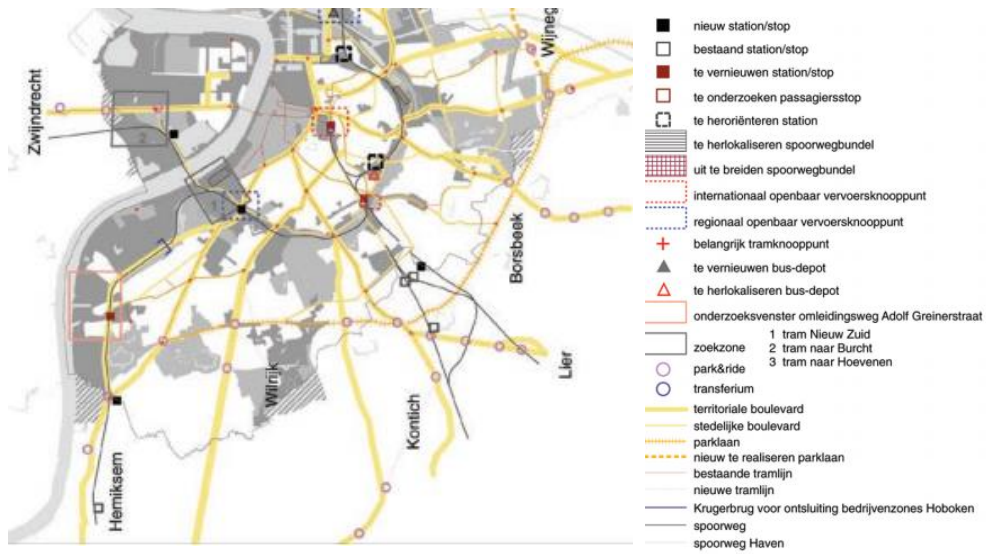 Zwijndrecht
Wijneg
Borsbeek
Wilrijk
Lier
Kontich
Hemiksem
2
nieuw station/stop
bestaand station/stop
te vernieuwen station/stop
te onderzoeken passagiersstop
te heroriënteren station
te herlokaliseren spoorwegbundel
uit te breiden spoorwegbundel
internationaal openbaar vervoersknooppunt
regionaal openbaar vervoersknooppunt
belangrijk tramknooppunt
te vernieuwen bus-depot
te herlokaliseren bus-depot
onderzoeksvenster omleidingsweg Adolf Greinerstraat
zoekzone
1 tram Nieuw Zuid
2 tram naar Burcht
3 tram naar Hoevenen
park&ride
transferium
territoriale boulevard
stedelijke boulevard
parklaan
nieuw te realiseren parklaan
bestaande tramlijn
nieuwe tramlijn
Krugerbrug voor ontsluiting bedrijvenzones Hoboken
spoorweg
spoorweg Haven